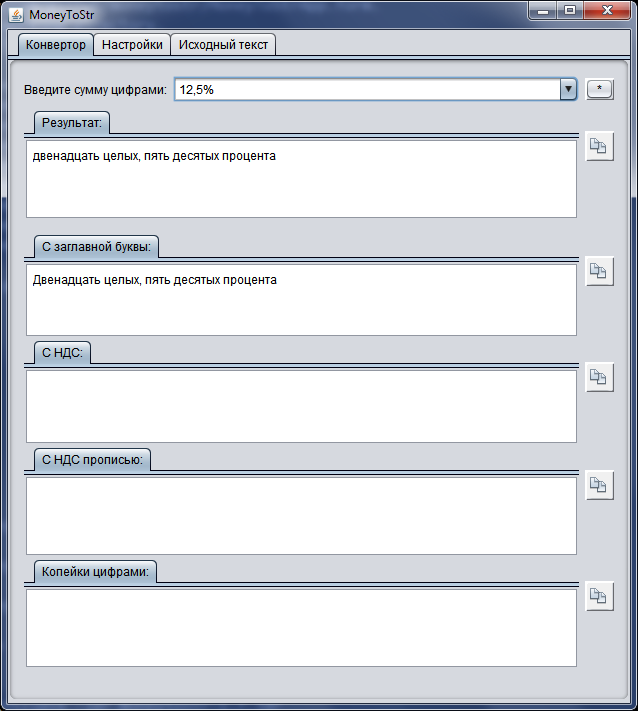 MoneyToStr
Конвертор Настройки Исходный текст
Введите сумму цифрами: 12,5% *
Результат:
двенадцать целых, пять десятых процента
С заглавной буквы:
Двенадцать целых, пять десятых процента
С НДС:
С НДС прописью:
Копейки цифрами: